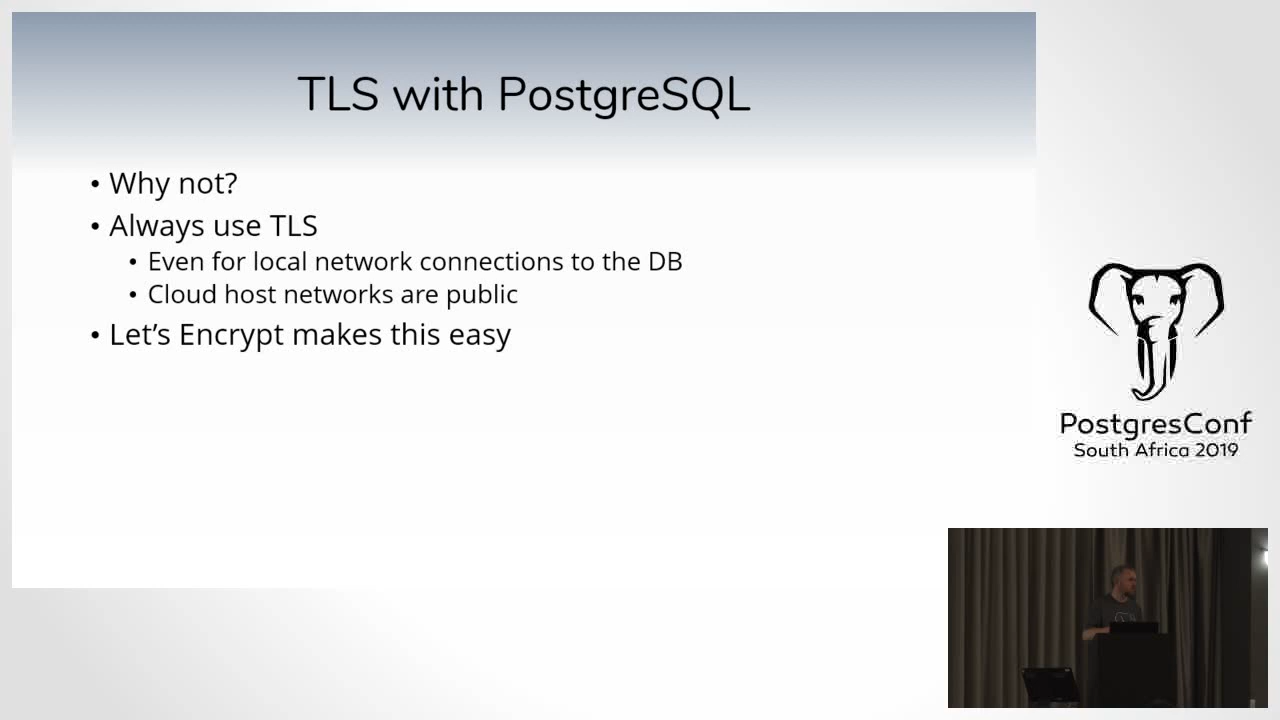 TLS with PostgreSQL
• Why not?
• Always use TLS
• Even for local network connections to the DB
• Cloud host networks are public
• Let’s Encrypt makes this easy
PostgresConf
South Africa 2019